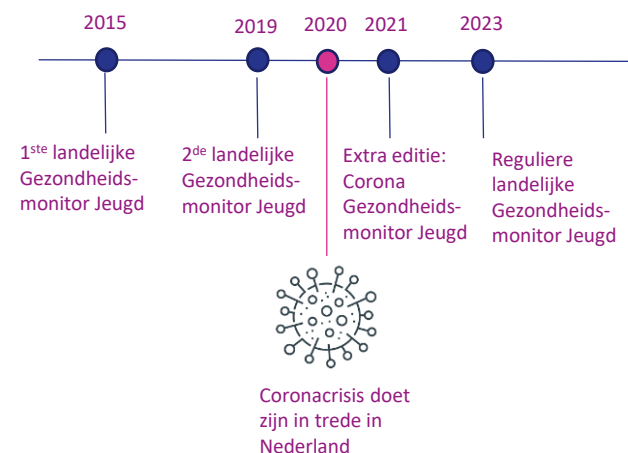 2015
2019
2020
2021
2023
1ste landelijke
Gezondheids-
monitor Jeugd
2de landelijke
Gezondheids-
monitor Jeugd
Extra editie:
Corona
Gezondheids-
monitor Jeugd
Reguliere
landelijke
Gezondheids-
monitor Jeugd
Coronacrisis doet
zijn in trede in
Nederland